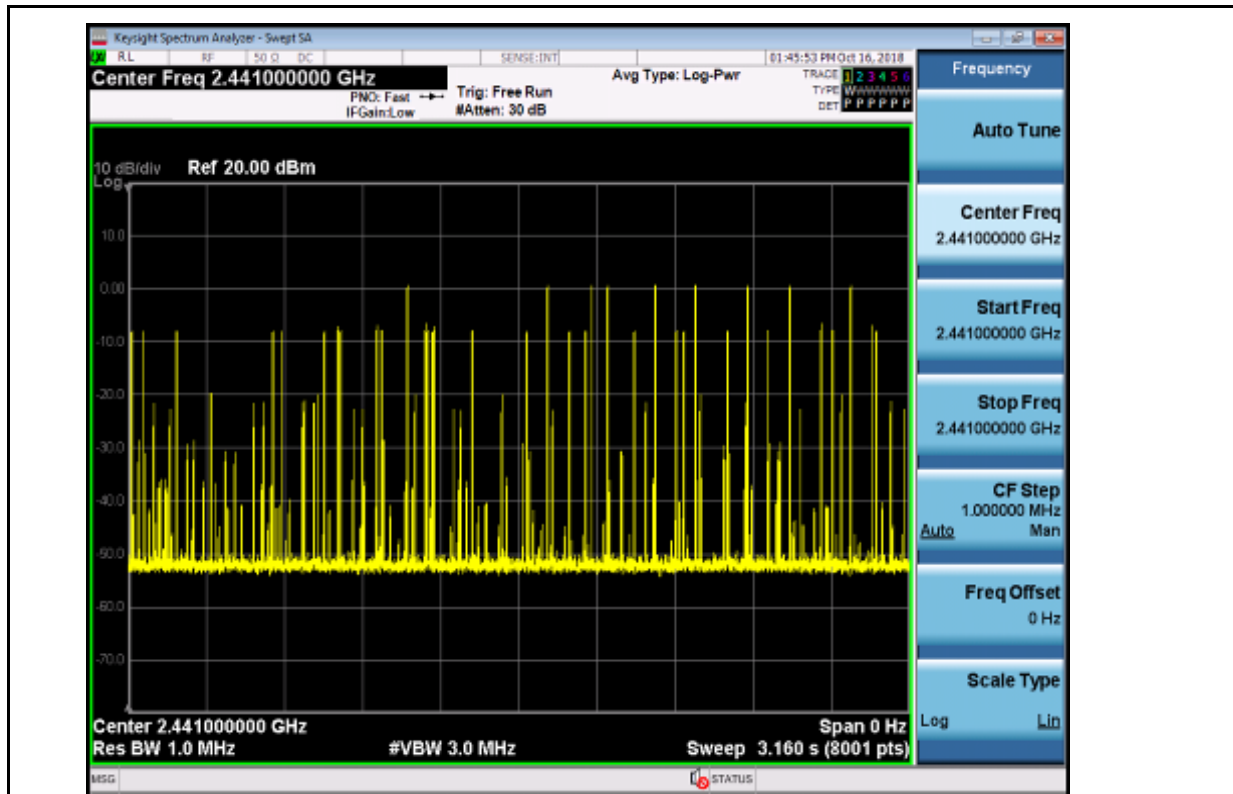 Keysight Spectrum Analyzer - Swept SA
RL RF 50 Ω DC SENSE:INT 01:45:53 PM Oct 16, 2018
Center Freq 2.441000000 GHz
Avg Type: Log-Pwr
TRACE 1 2 3 4 5 6
PNO: Fast
Trig: Free Run
TYPE WWWWWW
IFGain:Low
#Atten: 30 dB
DET P P P P P P
10 dB/div Ref 20.00 dBm
Log
10.0
0.00
-10.0
-20.0
-30.0
-40.0
-50.0
-60.0
-70.0
Center 2.441000000 GHz
Span 0 Hz
Res BW 1.0 MHz
#VBW 3.0 MHz
Sweep 3.160 s (8001 pts)
MSG
STATUS
Frequency
Auto Tune
Center Freq
2.441000000 GHz
Start Freq
2.441000000 GHz
Stop Freq
2.441000000 GHz
CF Step
1.000000 MHz
Auto Man
Freq Offset
0 Hz
Scale Type
Log Lin